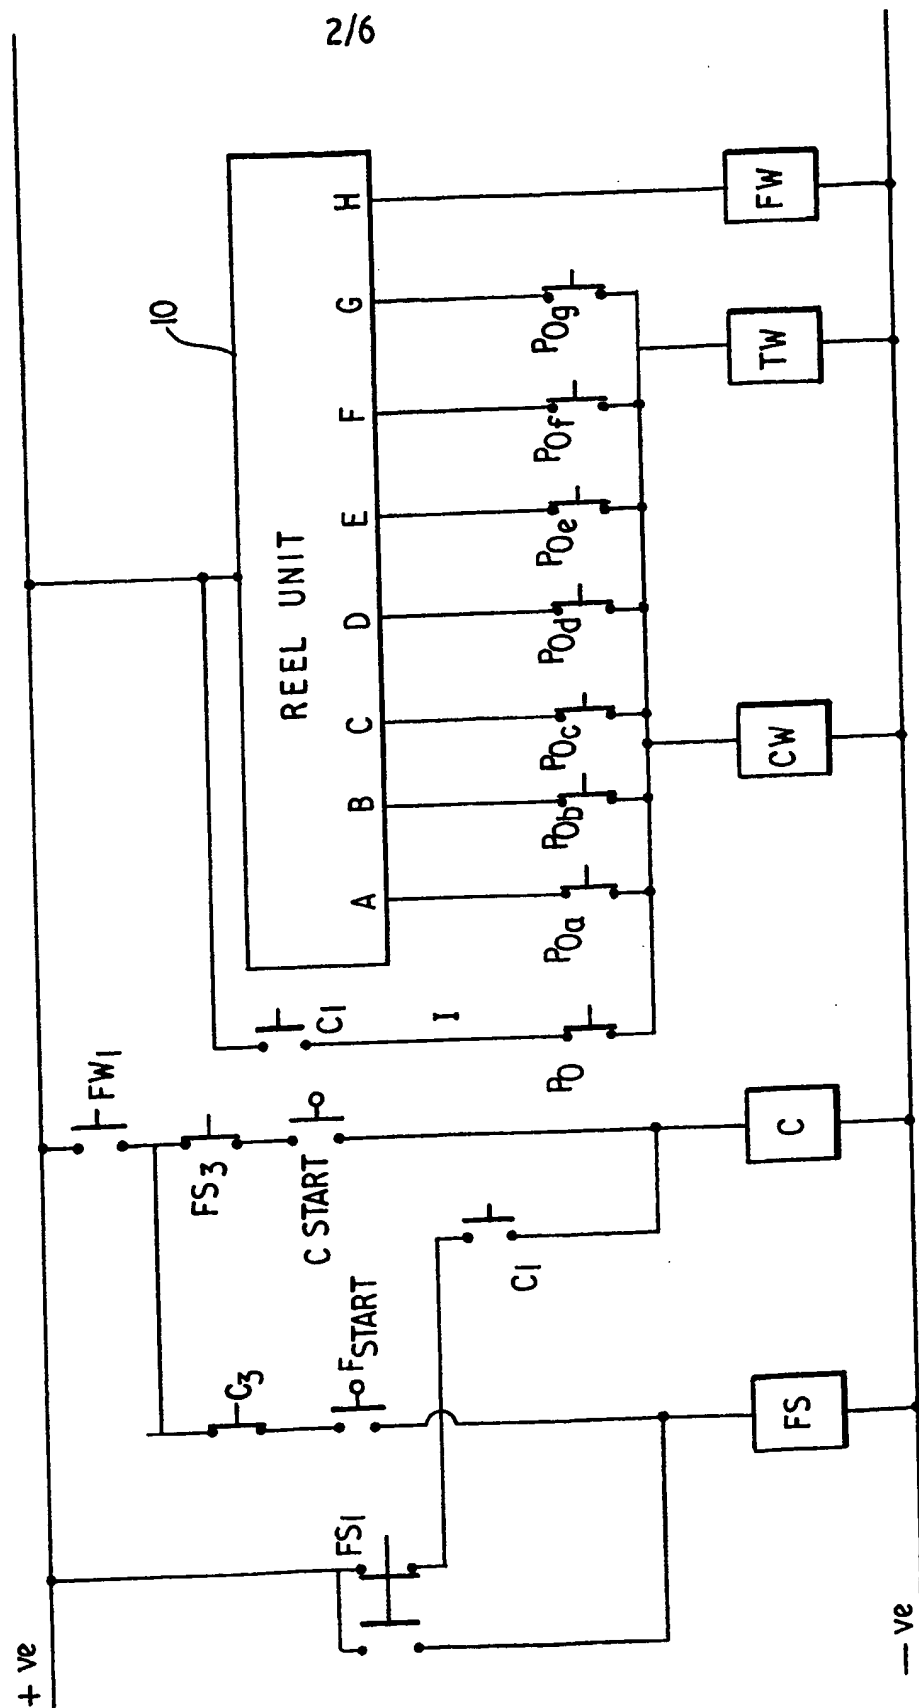 2/6
+ ve
FS1
C3
FSTART
FS
FW1
FS3
C START
C1
C
C1
I
P0
10
REEL UNIT
A
B
C
D
E
F
G
H
P0a
P0b
P0c
P0d
P0e
P0f
P0g
CW
TW
FW
— ve